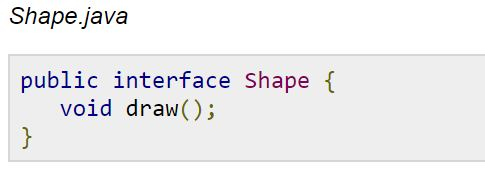 Shape.java
public interface Shape {
   void draw();
}